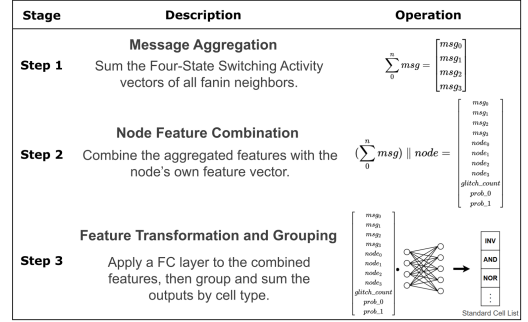 Stage Description Operation
Step 1
Message Aggregation
Sum the Four-State Switching Activity
vectors of all fanin neighbors.
n
∑ msg =
0
msg₀
msg₁
msg₂
msg₃
Step 2
Node Feature Combination
Combine the aggregated features with the
node's own feature vector.
n
(∑ msg) ∥ node =
0
msg₀
msg₁
msg₂
msg₃
node₀
node₁
node₂
node₃
glitch_count
prob_0
prob_1
Step 3
Feature Transformation and Grouping
Apply a FC layer to the combined
features, then group and sum the
outputs by cell type.
msg₀
msg₁
msg₂
msg₃
node₀
node₁
node₂
node₃
glitch_count
prob_0
prob_1
INV
AND
NOR
⋮
Standard Cell List